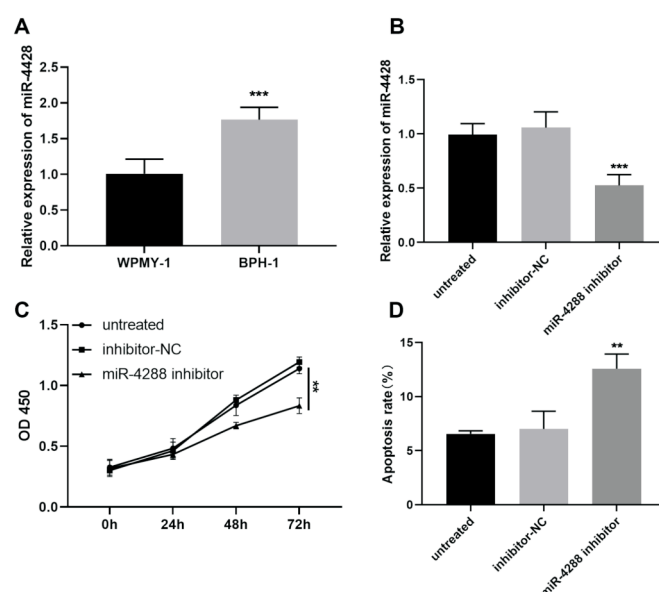 A
Relative expression of miR-4428
2.5
2.0
1.5
1.0
0.5
0.0
***
WPMY-1
BPH-1
B
Relative expression of miR-4428
1.5
1.0
0.5
0.0
***
untreated
inhibitor-NC
miR-4288 inhibitor
C
untreated
inhibitor-NC
miR-4288 inhibitor
OD 450
1.5
1.0
0.5
0.0
**
0h
24h
48h
72h
D
Apoptosis rate (%)
15
10
5
0
**
untreated
inhibitor-NC
miR-4288 inhibitor